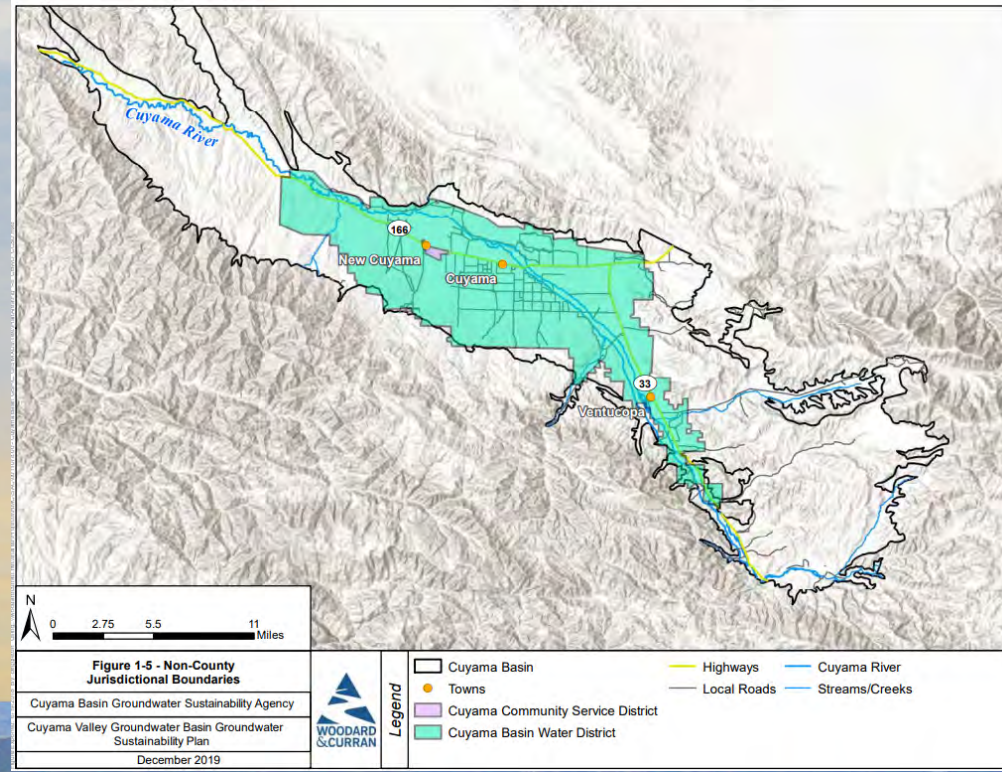 Cuyama River
166
New Cuyama
Cuyama
33
Ventucopa
N
0 2.75 5.5 11
Miles
Figure 1-5 - Non-County
Jurisdictional Boundaries
Cuyama Basin Groundwater Sustainability Agency
Cuyama Valley Groundwater Basin Groundwater
Sustainability Plan
December 2019
WOODARD
&CURRAN
Legend
Cuyama Basin
Towns
Cuyama Community Service District
Cuyama Basin Water District
Highways
Local Roads
Cuyama River
Streams/Creeks